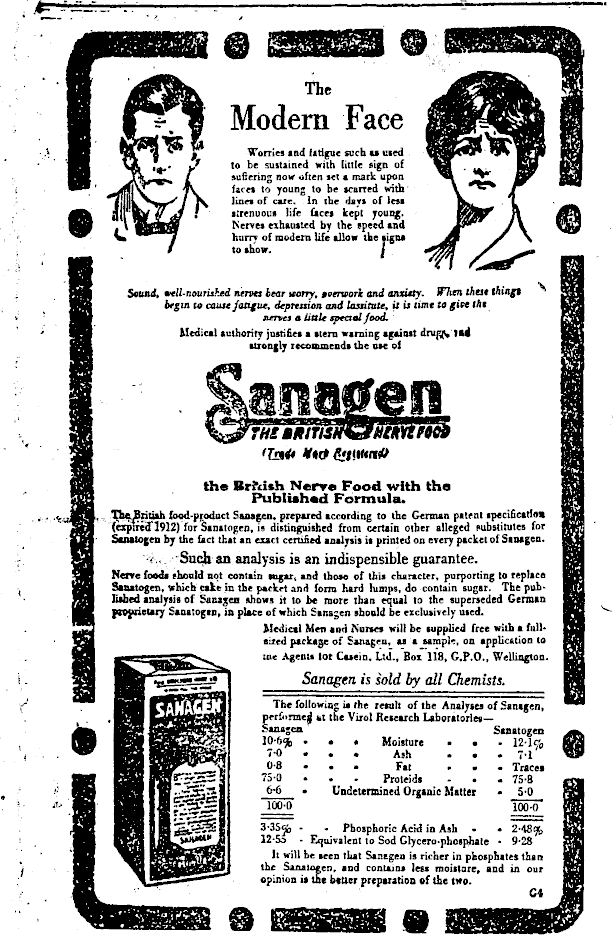 The
Modern Face
Worries and fatigue such as used
to be sustained with little sign of
suffering now often set a mark upon
faces to young to be scarred with
lines of care. In the days of less
strenuous life faces kept young.
Nerves exhausted by the speed and
hurry of modern life allow the signs
to show.
Sound, well-nourished nerves bear worry, overwork and anxiety. When these things
begin to cause fatigue, depression and lassitude, it is time to give the
nerves a little special food.
Medical authority justifies a stern warning against drugs, and
strongly recommends the use of
Sanagen
THE BRITISH NERVE FOOD
(Trade Mark Registered)
the British Nerve Food with the
Published Formula.
The British food-product Sanagen, prepared according to the German patent specification
(expired 1912) for Sanatogen, is distinguished from certain other alleged substitutes for
Sanatogen by the fact that an exact certified analysis is printed on every packet of Sanagen.
Such an analysis is an indispensible guarantee.
Nerve foods should not contain sugar, and those of this character, purporting to replace
Sanatogen, which cake in the packet and form hard lumps, do contain sugar. The pub-
lished analysis of Sanagen shows it to be more than equal to the superseded German
proprietary Sanatogen, in place of which Sanagen should be exclusively used.
Medical Men and Nurses will be supplied free with a full-
sized package of Sanagen, as a sample, on application to
the Agents for Casein, Ltd., Box 118, G.P.O., Wellington.
Sanagen is sold by all Chemists.
The following is the result of the Analyses of Sanagen,
performed at the Virol Research Laboratories—
Sanagen Sanatogen
10·6% Moisture 12·1%
7·0 Ash 7·1
0·8 Fat Traces
75·0 Proteids 75·8
6·6 Undetermined Organic Matter 5·0
100·0 100·0
3·35% Phosphoric Acid in Ash 2·48%
12·55 Equivalent to Sod Glycero-phosphate 9·28
It will be seen that Sanagen is richer in phosphates than
the Sanatogen, and contains less moisture, and in our
opinion is the better preparation of the two.
G4
SANAGEN
SANAGEN